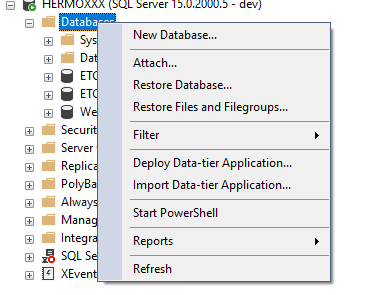 HERMOXXX (SQL Server 15.0.2000.5 - dev)
Databases
Sys
Dat
ETC
ETC
We
Securit
Server
Replica
PolyBa
Always
Manag
Integra
SQL Se
XEvent
New Database...
Attach...
Restore Database...
Restore Files and Filegroups...
Filter
Deploy Data-tier Application...
Import Data-tier Application...
Start PowerShell
Reports
Refresh